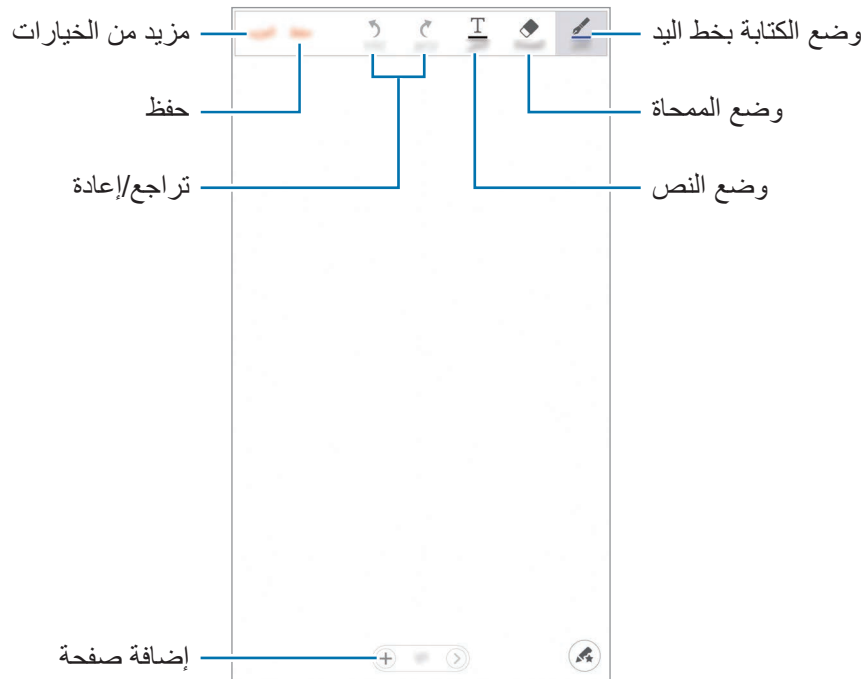 وضع الكتابة بخط اليد
مزيد من الخيارات
وضع الممحاة
حفظ
وضع النص
تراجع/إعادة
إضافة صفحة
T